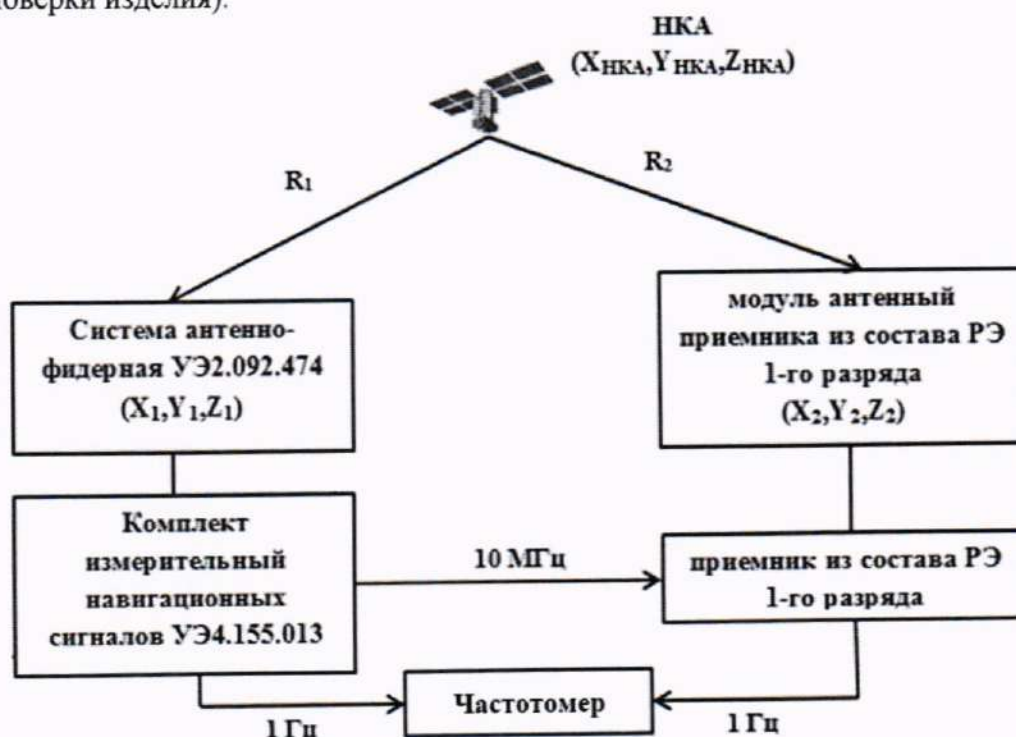 поверки изделия).
НКА
(XНКА,YНКА,ZНКА)
R1
R2
Система антенно-
фидерная УЭ2.092.474
(X1,Y1,Z1)
модуль антенный
приемника из состава РЭ
1-го разряда
(X2,Y2,Z2)
Комплект
измерительный
навигационных
сигналов УЭ4.155.013
10 МГц
приемник из состава РЭ
1-го разряда
Частотомер
1 Гц
1 Гц